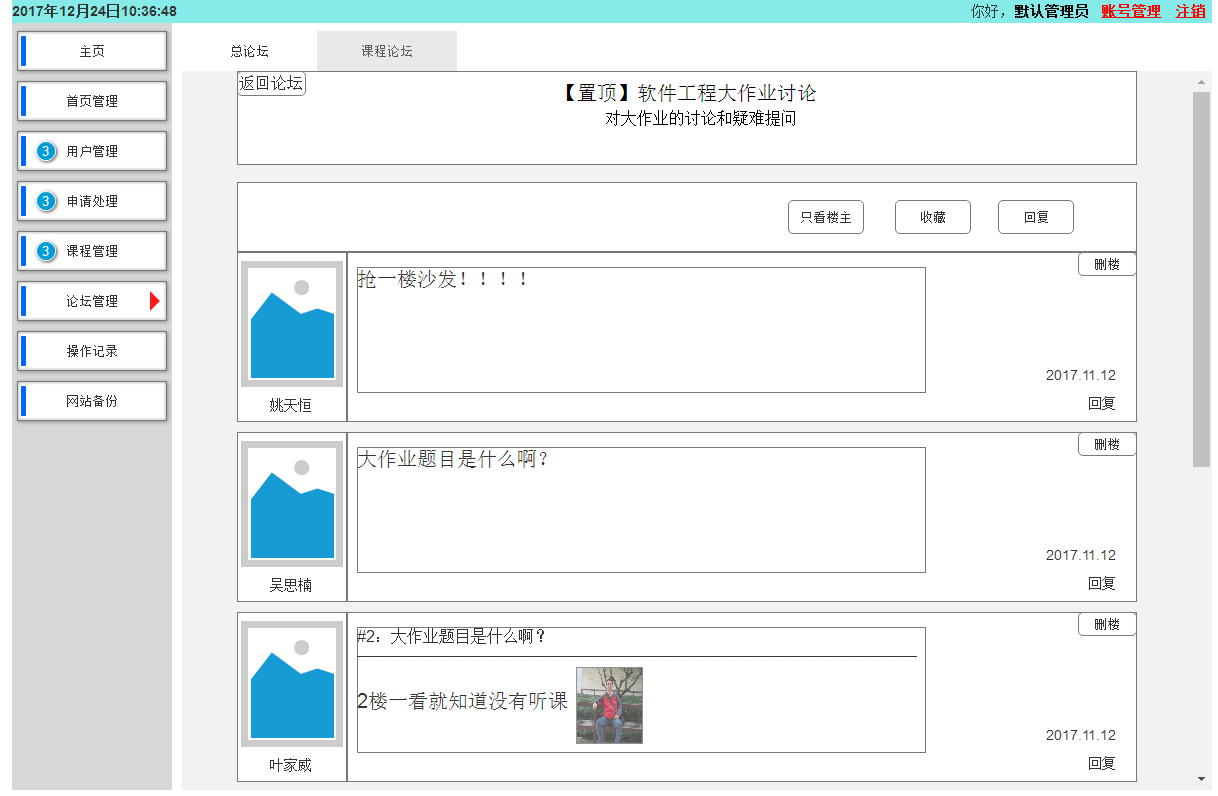 2017年12月24日10:36:48
你好，默认管理员 账号管理 注销
主页
首页管理
3 用户管理
3 申请处理
3 课程管理
论坛管理
操作记录
网站备份
总论坛 课程论坛
返回论坛
【置顶】软件工程大作业讨论
对大作业的讨论和疑难提问
只看楼主 收藏 回复
删楼
抢一楼沙发！！！！
2017.11.12
姚天恒
回复
删楼
大作业题目是什么啊？
2017.11.12
吴思楠
回复
删楼
#2：大作业题目是什么啊？
2楼一看就知道没有听课
2017.11.12
叶家威
回复